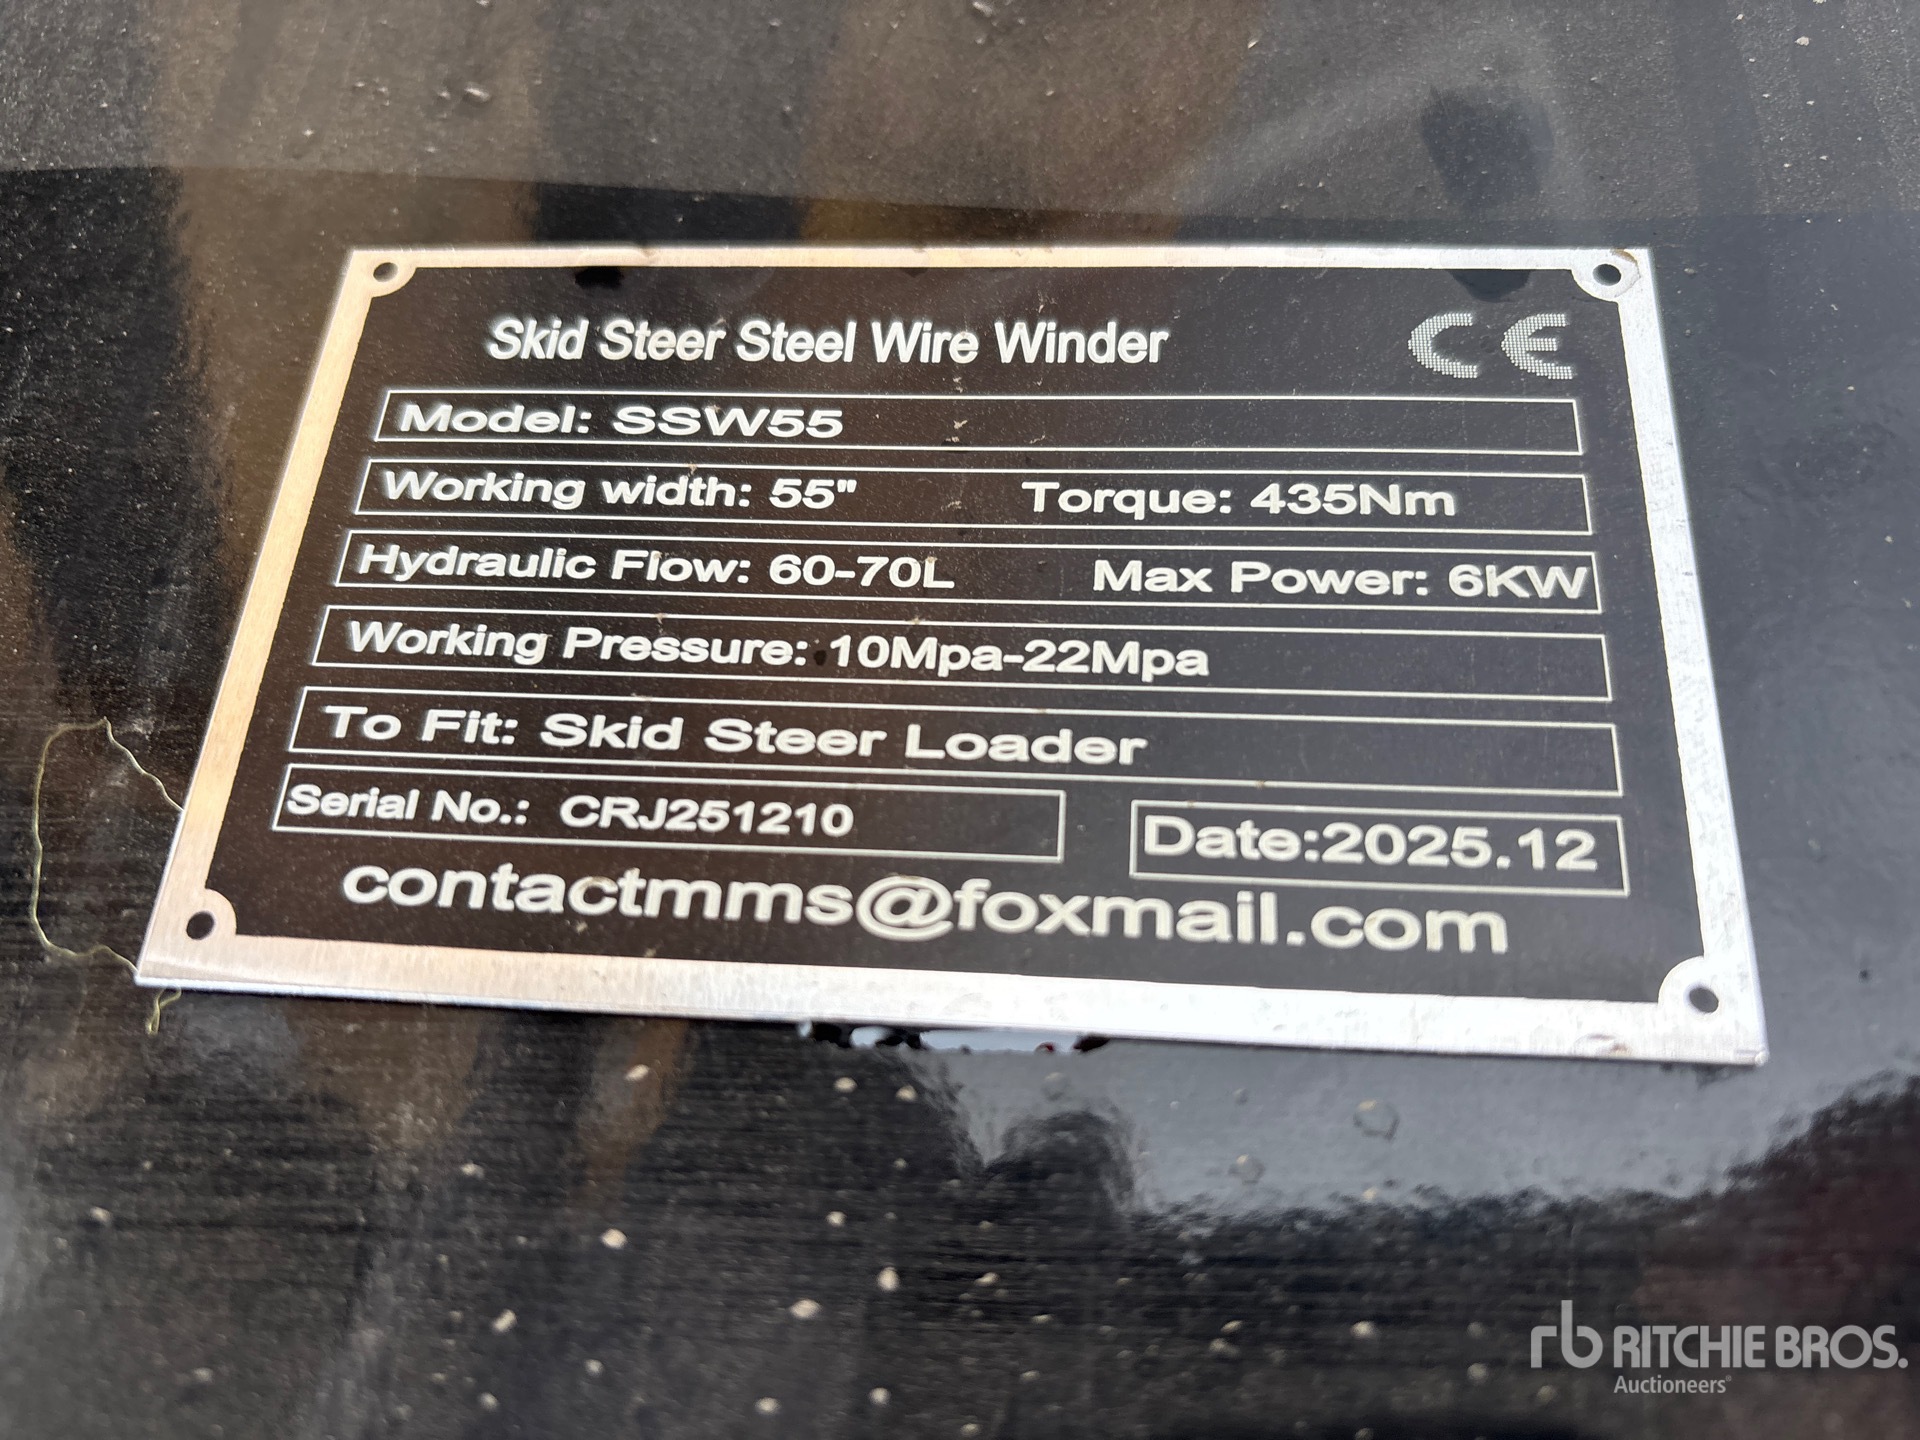 Skid Steer Steel Wire Winder CE
Model: SSW55
Working width: 55" Torque: 435Nm
Hydraulic Flow: 60-70L Max Power: 6KW
Working Pressure: 10Mpa-22Mpa
To Fit: Skid Steer Loader
Serial No.: CRJ251210 Date:2025.12
contactmms@foxmail.com
rb RITCHIE BROS.
Auctioneers®